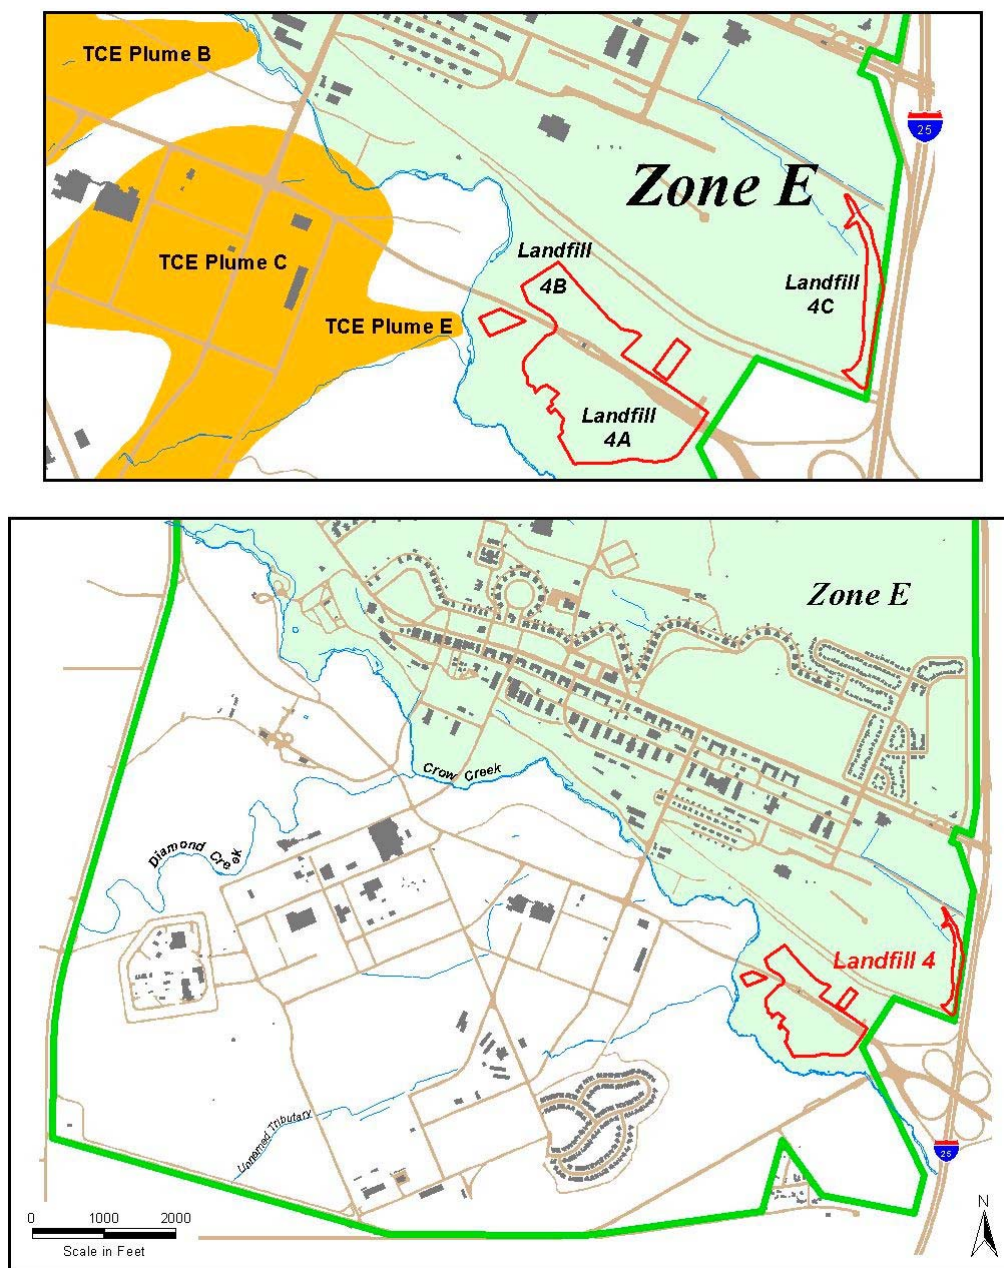 TCE Plume B
25
Zone E
Landfill
4B
TCE Plume C
Landfill
4C
TCE Plume E
Landfill
4A
Zone E
Crow Creek
Diamond Creek
Landfill 4
Unnamed Tributary
25
N
0 1000 2000
Scale in Feet